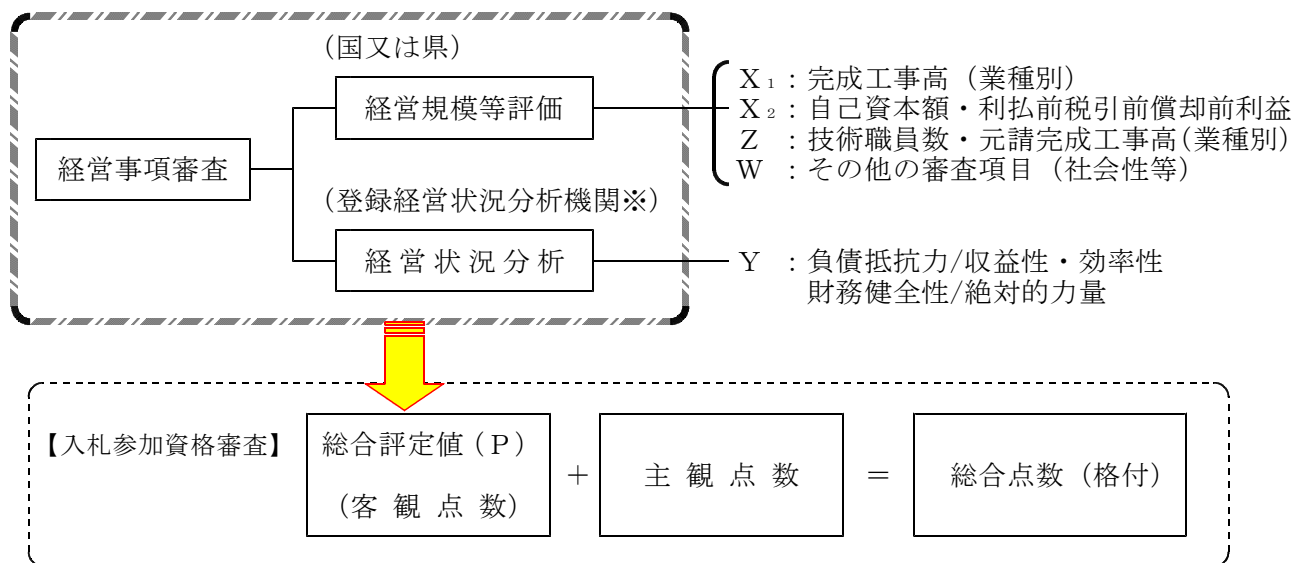 (国又は県)
経営規模等評価
Ｘ₁：完成工事高（業種別）
Ｘ₂：自己資本額・利払前税引前償却前利益
Ｚ ：技術職員数・元請完成工事高(業種別)
Ｗ ：その他の審査項目（社会性等）
経営事項審査
(登録経営状況分析機関※)
経営状況分析
Ｙ ：負債抵抗力/収益性・効率性
財務健全性/絶対的力量
【入札参加資格審査】
総合評定値(Ｐ)
(客 観 点 数)
＋
主 観 点 数
＝
総合点数（格付）